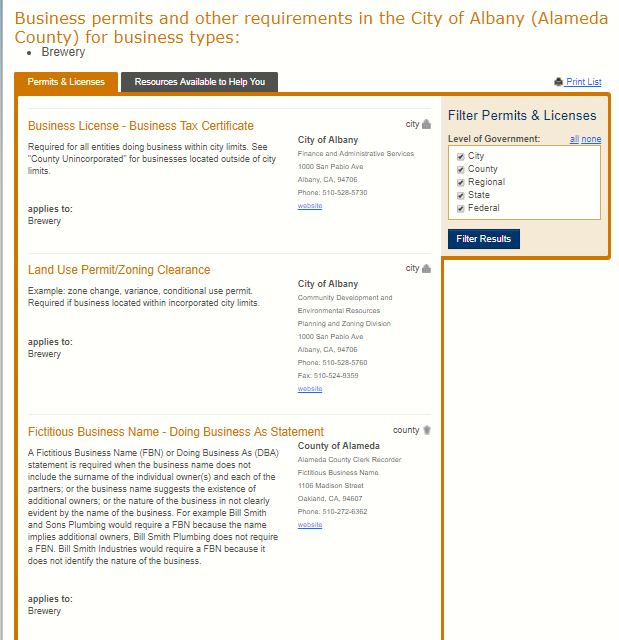 Business permits and other requirements in the City of Albany (Alameda
County) for business types:
• Brewery
Permits & Licenses
Resources Available to Help You
Print List
Business License - Business Tax Certificate
city
Required for all entities doing business within city limits. See
"County Unincorporated" for businesses located outside of city
limits.
applies to:
Brewery
City of Albany
Finance and Administrative Services
1000 San Pablo Ave
Albany, CA, 94706
Phone: 510-528-5730
website
Land Use Permit/Zoning Clearance
city
Example: zone change, variance, conditional use permit.
Required if business located within incorporated city limits.
applies to:
Brewery
City of Albany
Community Development and
Environmental Resources
Planning and Zoning Division
1000 San Pablo Ave
Albany, CA, 94706
Phone: 510-528-5760
Fax: 510-524-9359
website
Fictitious Business Name - Doing Business As Statement
county
A Fictitious Business Name (FBN) or Doing Business As (DBA)
statement is required when the business name does not
include the surname of the individual owner(s) and each of the
partners; or the business name suggests the existence of
additional owners; or the nature of the business in not clearly
evident by the name of the business. For example Bill Smith
and Sons Plumbing would require a FBN because the name
implies additional owners, Bill Smith Plumbing does not require
a FBN. Bill Smith Industries would require a FBN because it
does not identify the nature of the business.
applies to:
Brewery
County of Alameda
Alameda County Clerk Recorder
Fictitious Business Name
1106 Madison Street
Oakland, CA, 94607
Phone: 510-272-6362
website
Filter Permits & Licenses
Level of Government: all none
City
County
Regional
State
Federal
Filter Results